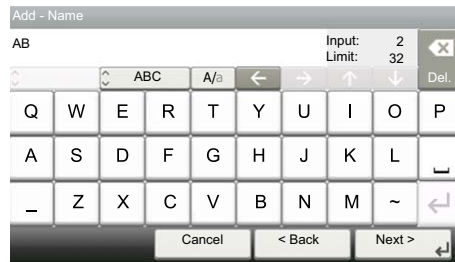 Add - Name
AB
Input: 2
Limit: 32
ABC A/a ← → ↑ ↓ Del.
Q W E R T Y U I O P
A S D F G H J K L
_ Z X C V B N M ~
Cancel < Back Next >